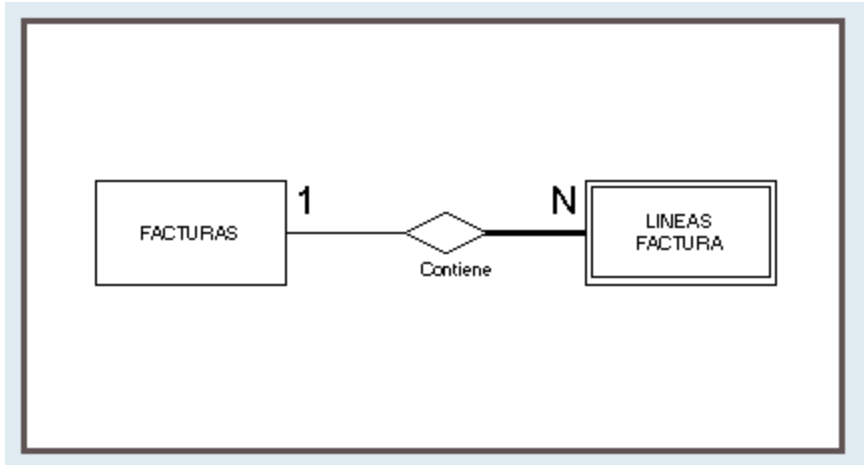 1
N
FACTURAS
LINEAS
FACTURA
Contiene